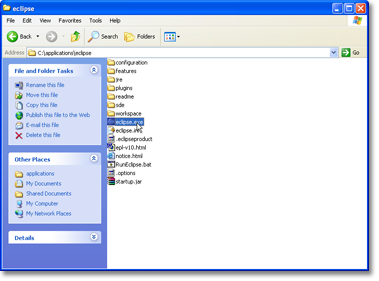 eclipse
File Edit View Favorites Tools Help
Back Search Folders
Address C:\applications\eclipse Go
File and Folder Tasks
Rename this file
Move this file
Copy this file
Publish this file to the Web
E-mail this file
Delete this file
Other Places
applications
My Documents
Shared Documents
My Computer
My Network Places
Details
configuration
features
jre
plugins
readme
sde
workspace
eclipse.exe
.eclipseproduct
epl-v10.html
notice.html
RunEclipse.bat
.options
startup.jar